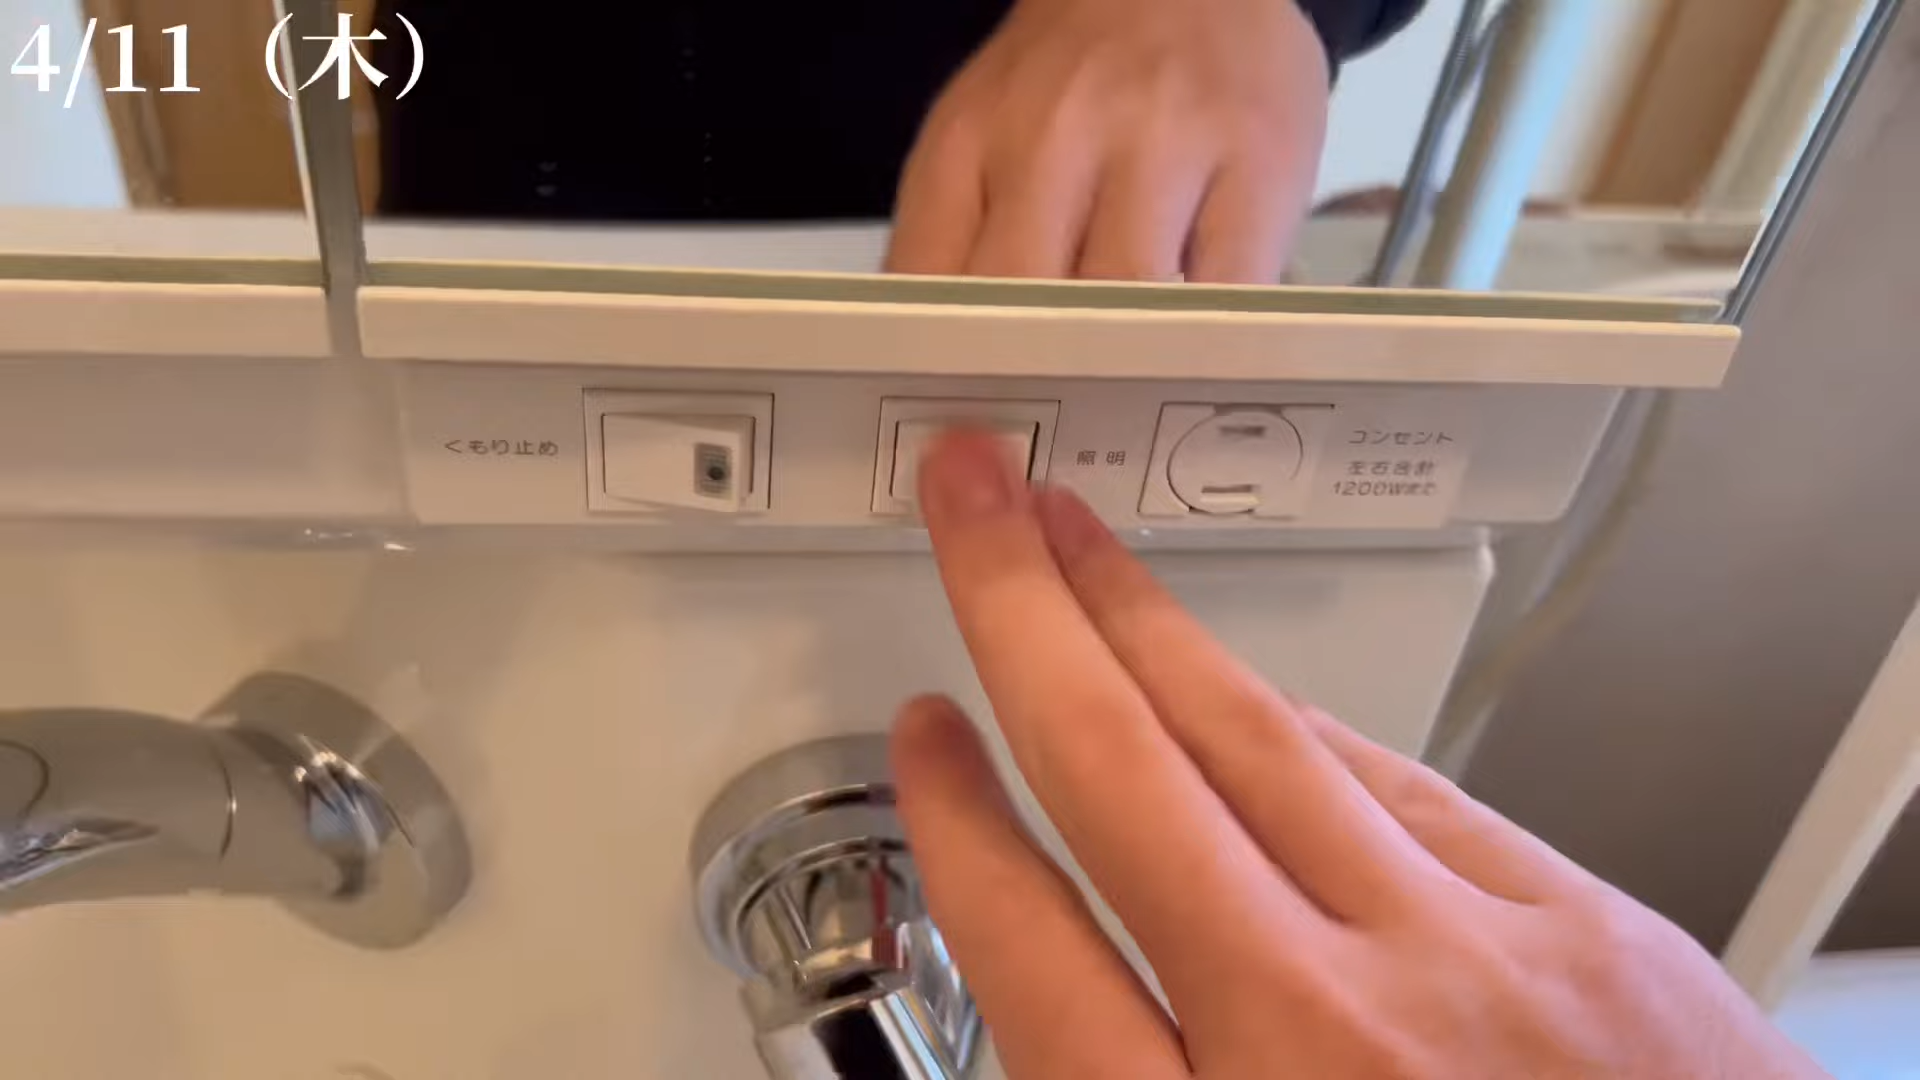 4/11（木）
くもり止め
照明
コンセント
左右合計
1200Wまで